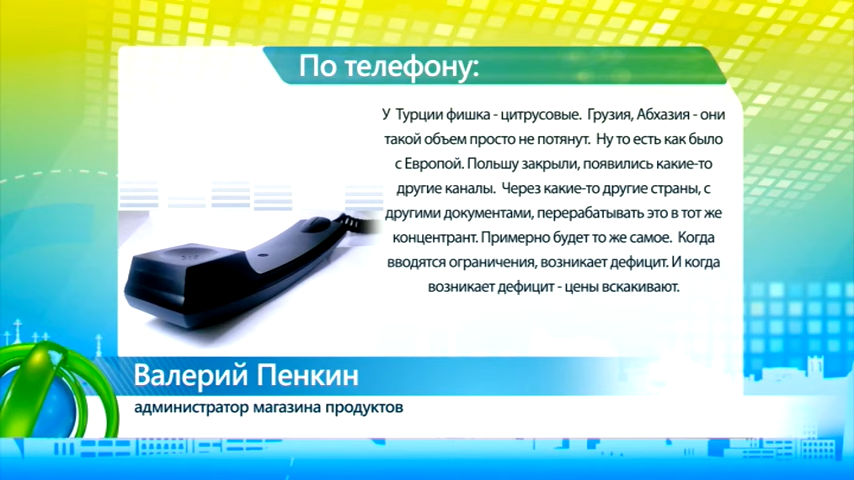 По телефону:
У Турции фишка - цитрусовые. Грузия, Абхазия - они
такой объем просто не потянут. Ну то есть как было
с Европой. Польшу закрыли, появились какие-то
другие каналы. Через какие-то другие страны, с
другими документами, перерабатывать это в тот же
концентрант. Примерно будет то же самое. Когда
вводятся ограничения, возникает дефицит. И когда
возникает дефицит - цены вскакивают.
Валерий Пенкин
администратор магазина продуктов